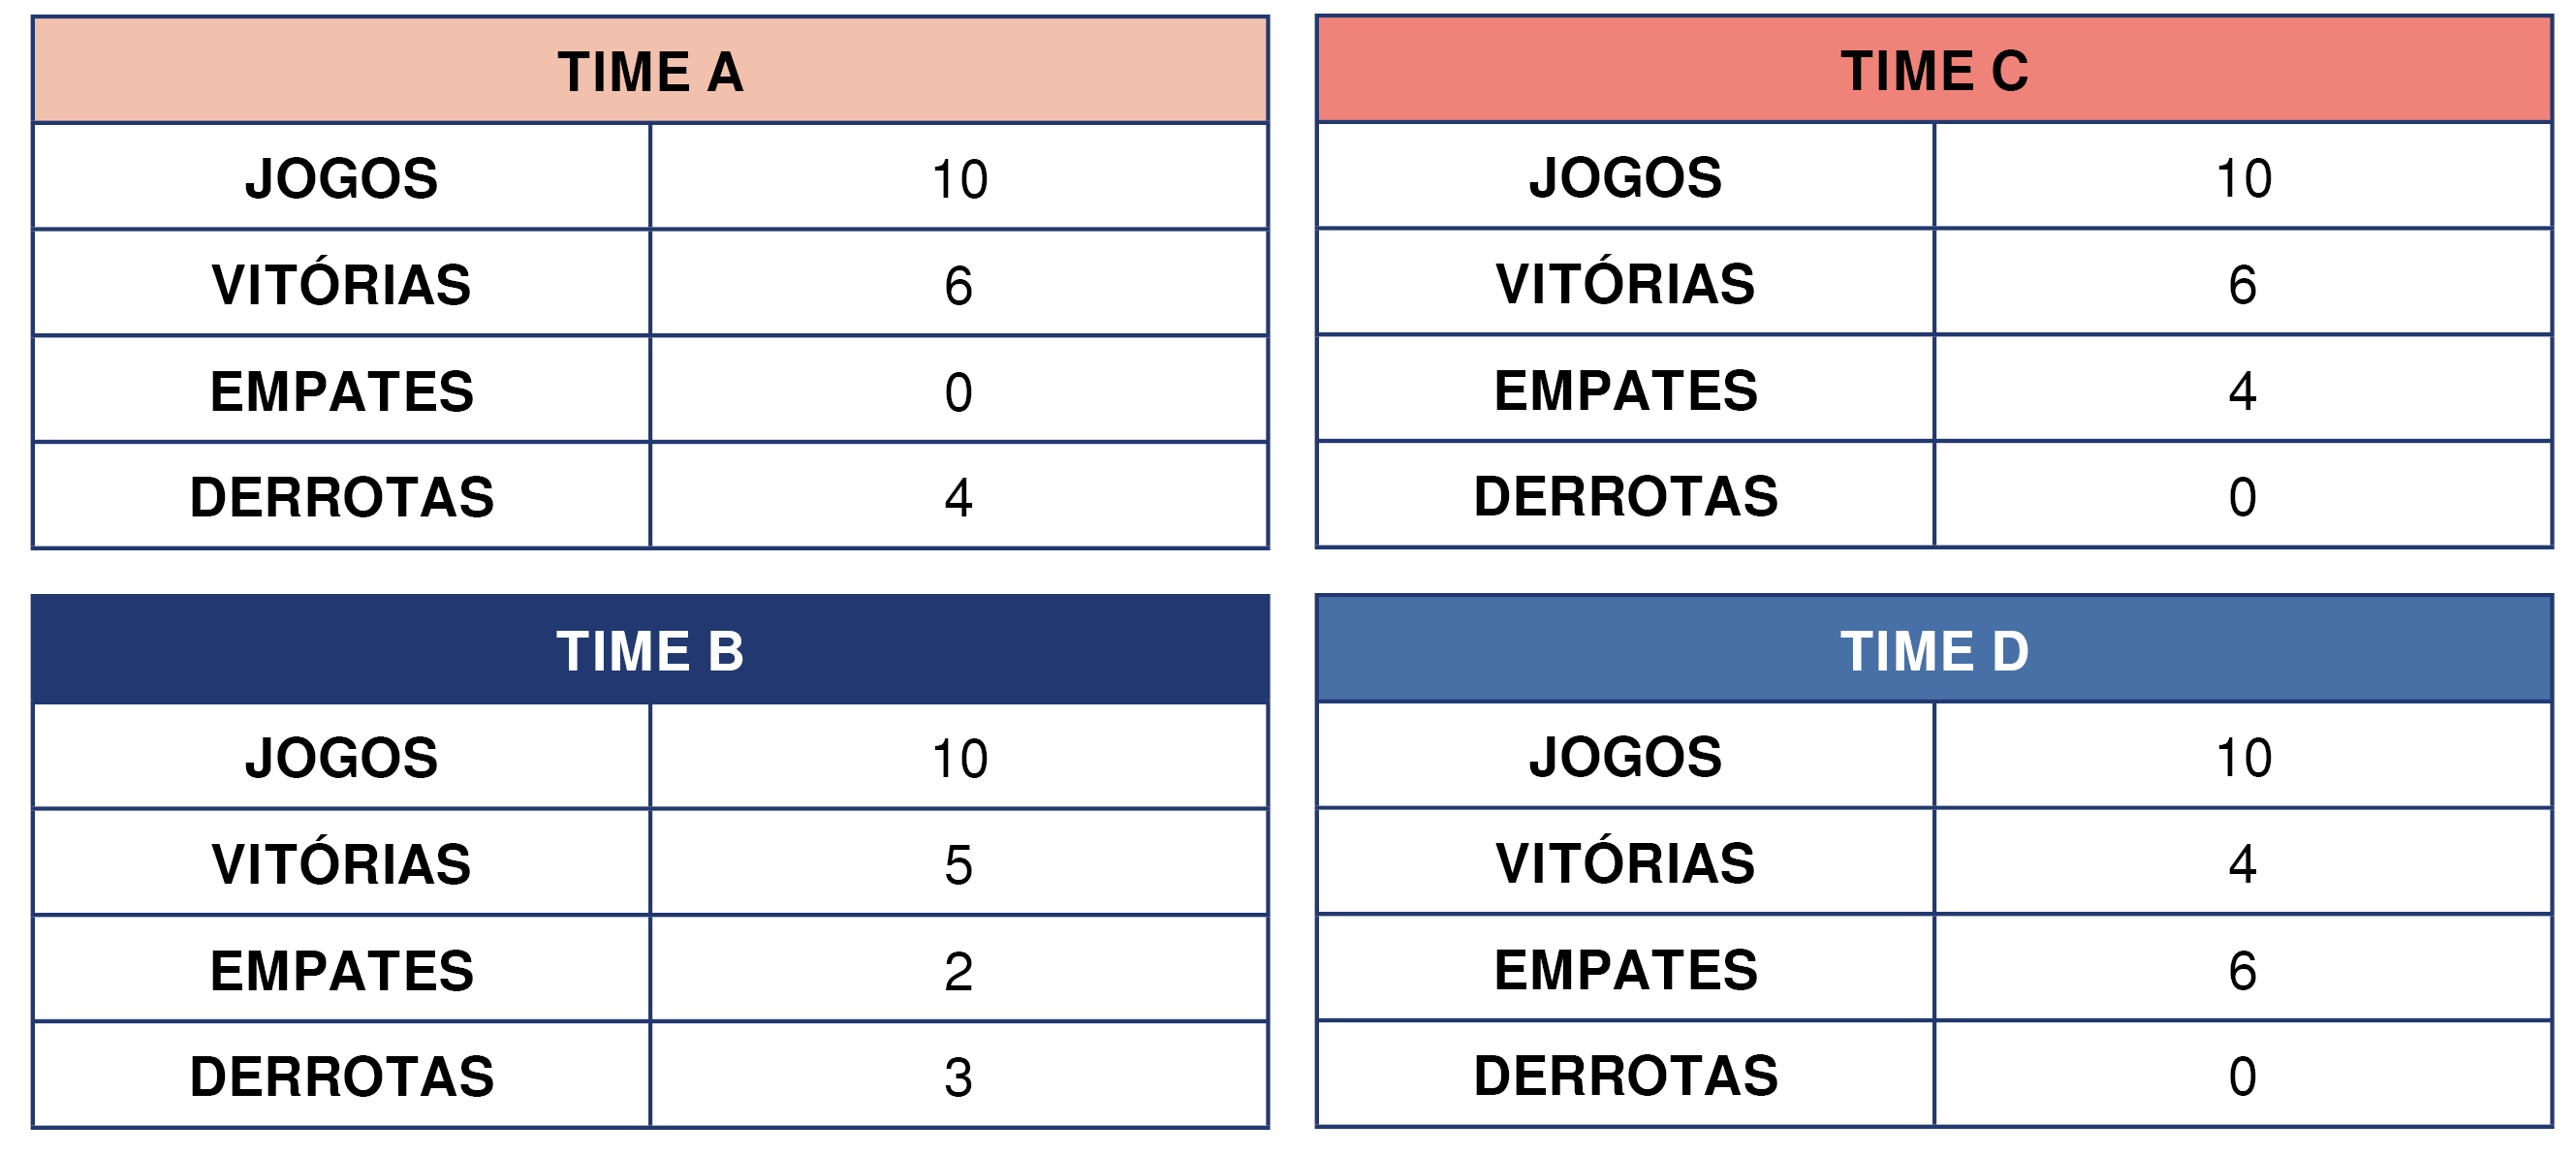 TIME A
JOGOS 10
VITÓRIAS 6
EMPATES 0
DERROTAS 4
TIME C
JOGOS 10
VITÓRIAS 6
EMPATES 4
DERROTAS 0
TIME B
JOGOS 10
VITÓRIAS 5
EMPATES 2
DERROTAS 3
TIME D
JOGOS 10
VITÓRIAS 4
EMPATES 6
DERROTAS 0